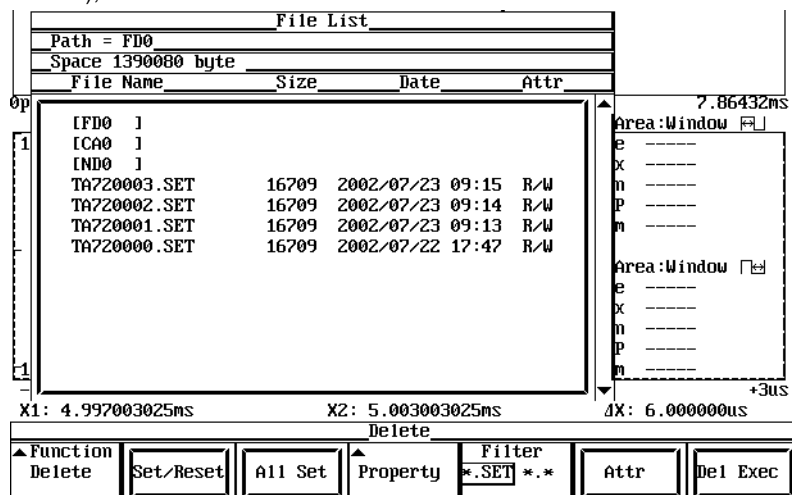 File List
Path = FD0
Space 1390080 byte
File Name Size Date Attr
0p 7.86432ms
[FD0 ]
[CA0 ]
[ND0 ]
TA720003.SET 16709 2002/07/23 09:15 R/W
TA720002.SET 16709 2002/07/23 09:14 R/W
TA720001.SET 16709 2002/07/23 09:13 R/W
TA720000.SET 16709 2002/07/22 17:47 R/W
Area:Window
e -----
x -----
m -----
P -----
m -----
Area:Window
e -----
x -----
m -----
P -----
m -----
+3us
X1: 4.997003025ms X2: 5.003003025ms ΔX: 6.000000us
Delete
Function
Delete
Set/Reset
All Set
Property
Filter
*.SET *.*
Attr
Del Exec